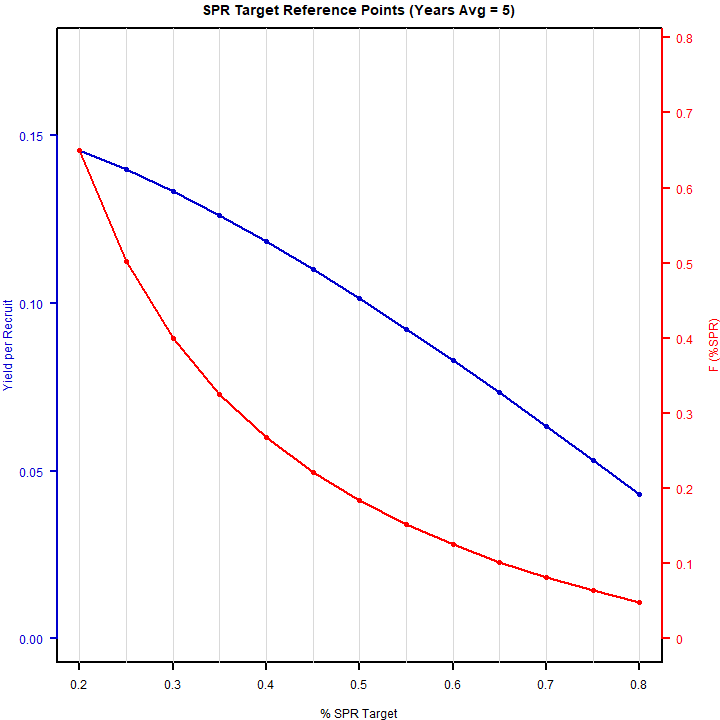 SPR Target Reference Points (Years Avg = 5)
Yield per Recruit
0.15
0.10
0.05
0.00
0.8
0.7
0.6
0.5
0.4
0.3
0.2
0.1
0
F (%SPR)
0.2 0.3 0.4 0.5 0.6 0.7 0.8
% SPR Target